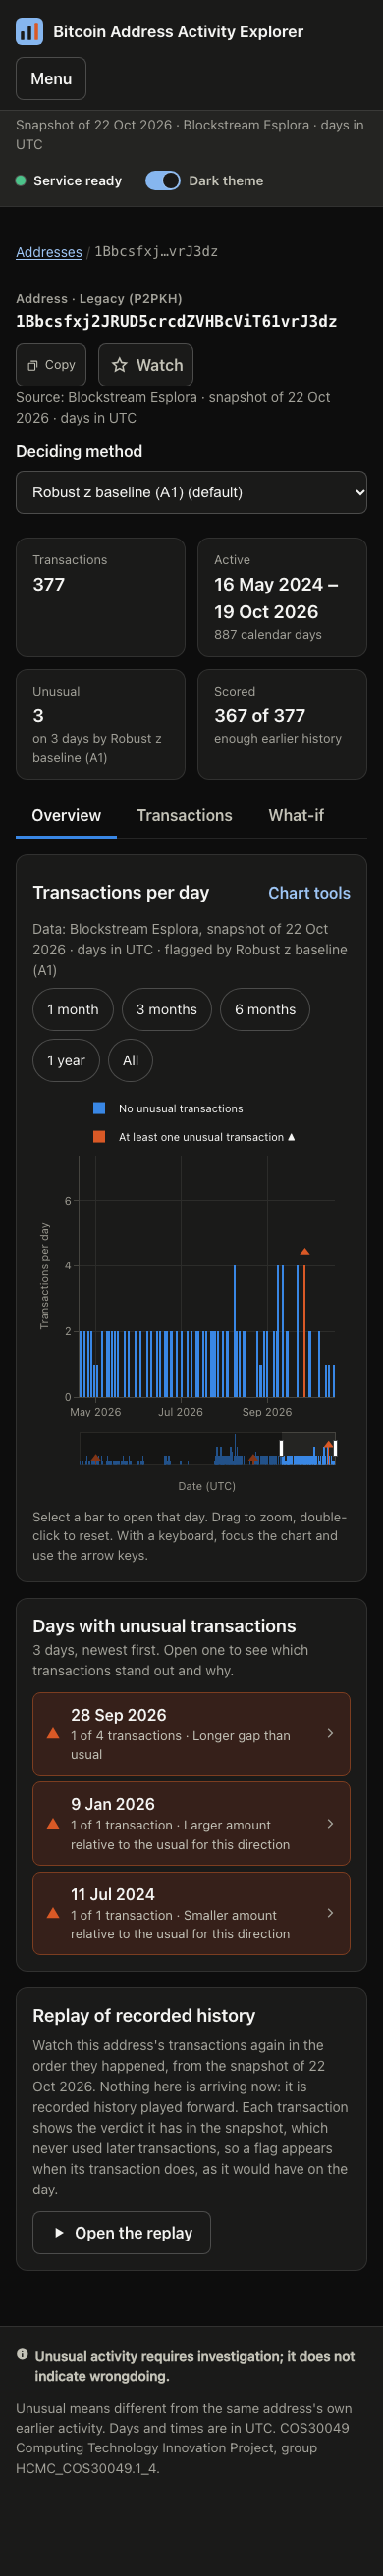 Bitcoin Address Activity Explorer
Menu
Snapshot of 22 Oct 2026 · Blockstream Esplora · days in
UTC
Service ready
Dark theme
Addresses / 1Bbcsfxj…vrJ3dz
Address · Legacy (P2PKH)
1Bbcsfxj2JRUD5crcdZVHBcViT61vrJ3dz
Copy
Watch
Source: Blockstream Esplora · snapshot of 22 Oct
2026 · days in UTC
Deciding method
Robust z baseline (A1) (default)
Transactions
377
Active
16 May 2024 –
19 Oct 2026
887 calendar days
Unusual
3
on 3 days by Robust z
baseline (A1)
Scored
367 of 377
enough earlier history
Overview
Transactions
What-if
Transactions per day
Chart tools
Data: Blockstream Esplora, snapshot of 22 Oct
2026 · days in UTC · flagged by Robust z baseline
(A1)
1 month
3 months
6 months
1 year
All
No unusual transactions
At least one unusual transaction ▲
Transactions per day
6
4
2
0
May 2026
Jul 2026
Sep 2026
Date (UTC)
Select a bar to open that day. Drag to zoom, double-
click to reset. With a keyboard, focus the chart and
use the arrow keys.
Days with unusual transactions
3 days, newest first. Open one to see which
transactions stand out and why.
28 Sep 2026
1 of 4 transactions · Longer gap than
usual
9 Jan 2026
1 of 1 transaction · Larger amount
relative to the usual for this direction
11 Jul 2024
1 of 1 transaction · Smaller amount
relative to the usual for this direction
Replay of recorded history
Watch this address's transactions again in the
order they happened, from the snapshot of 22
Oct 2026. Nothing here is arriving now: it is
recorded history played forward. Each transaction
shows the verdict it has in the snapshot, which
never used later transactions, so a flag appears
when its transaction does, as it would have on the
day.
Open the replay
Unusual activity requires investigation; it does not
indicate wrongdoing.
Unusual means different from the same address's own
earlier activity. Days and times are in UTC. COS30049
Computing Technology Innovation Project, group
HCMC_COS30049.1_4.